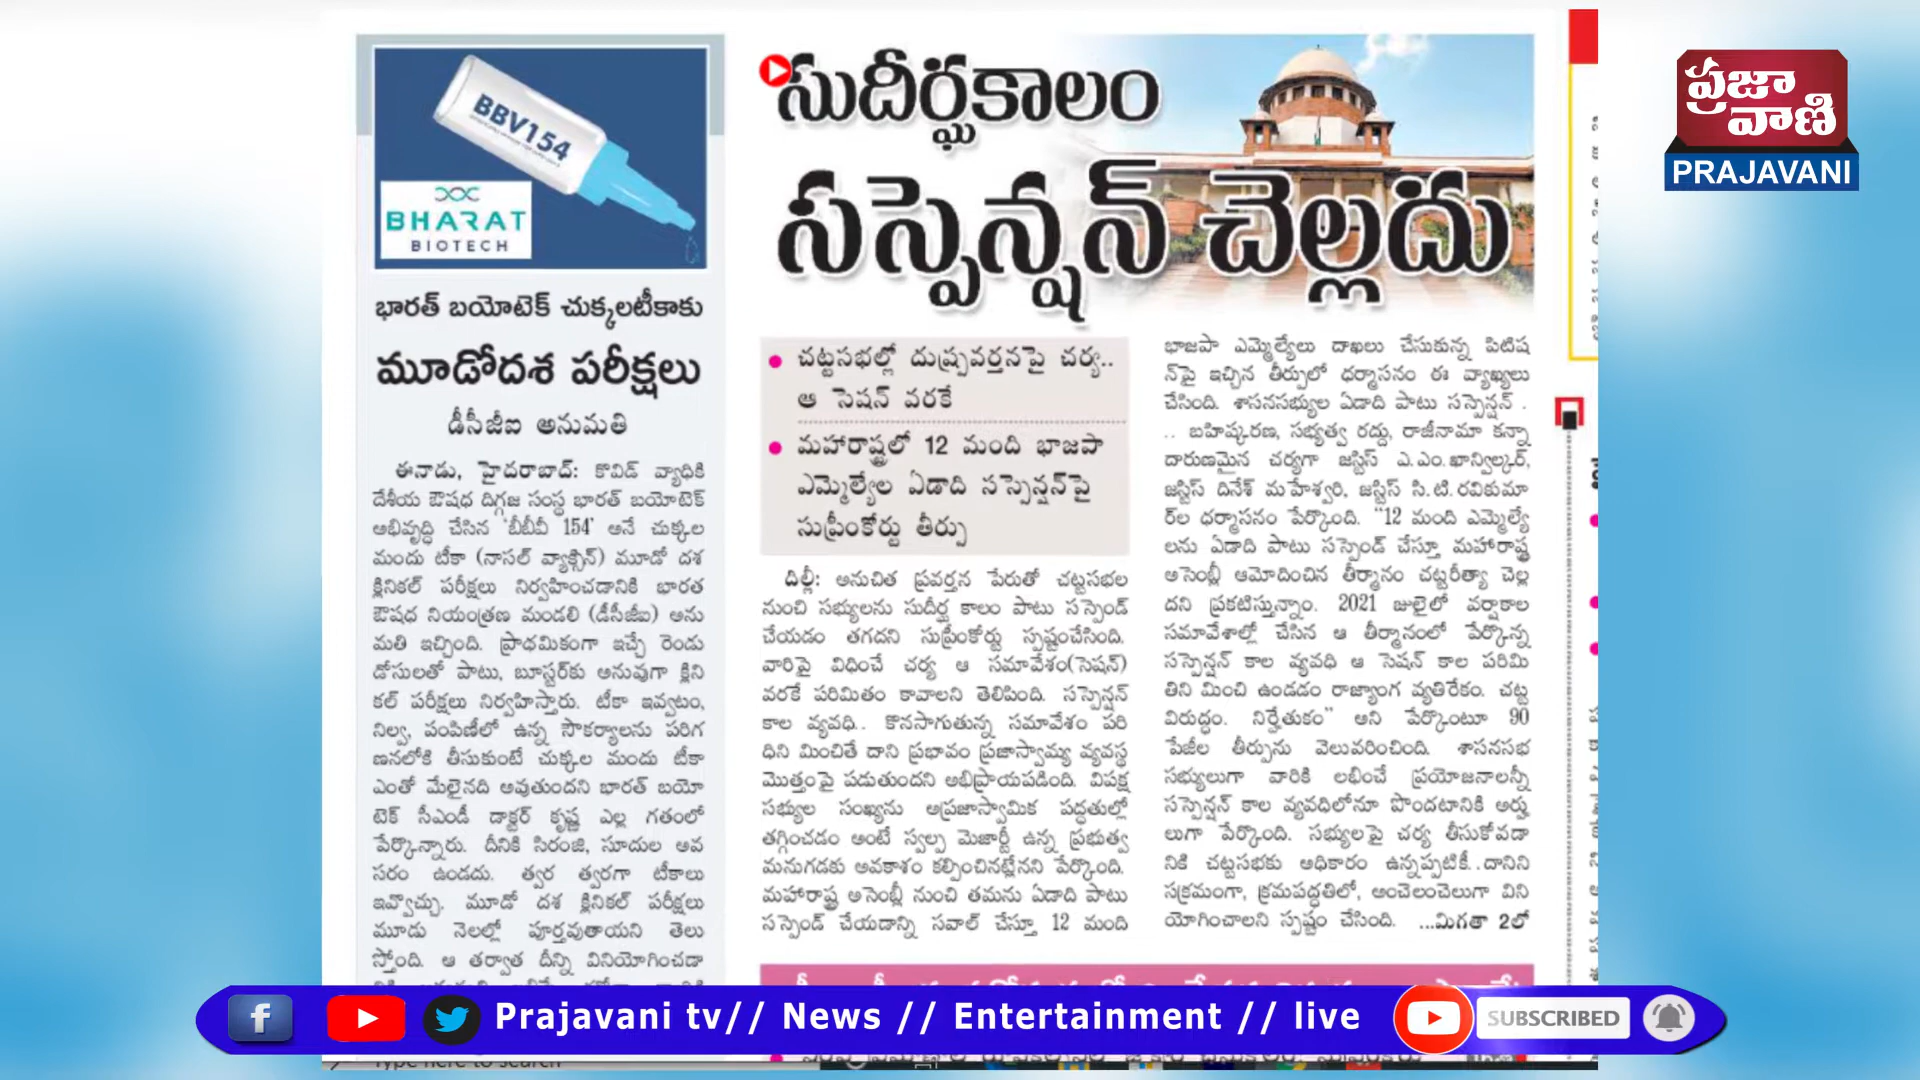 BBV154
BHARAT
BIOTECH
భారత్ బయోటెక్ చుక్కలటీకాకు
మూడోదశ పరీక్షలు
డీసీజీఐ అనుమతి
ఈనాడు, హైదరాబాద్: కొవిడ్ వ్యాధికి
దేశీయ ఔషధ దిగ్గజ సంస్థ భారత్ బయోటెక్
అభివృద్ధి చేసిన 'బీబీవీ 154' అనే చుక్కల
మందు టీకా (నాసల్ వ్యాక్సిన్) మూడో దశ
క్లినికల్ పరీక్షలు నిర్వహించడానికి భారత
ఔషధ నియంత్రణ మండలి (డీసీజీఐ) అను
మతి ఇచ్చింది. ప్రాథమికంగా ఇచ్చే రెండు
డోసులతో పాటు, బూస్టర్‌కు అనువుగా క్లిని
కల్ పరీక్షలు నిర్వహిస్తారు. టీకా ఇవ్వటం,
నిల్వ, పంపిణీలో ఉన్న సౌకర్యాలను పరిగ
ణనలోకి తీసుకుంటే చుక్కల మందు టీకా
ఎంతో మేలైనది అవుతుందని భారత్ బయో
టెక్ సీఎండీ డాక్టర్ కృష్ణ ఎల్ల గతంలో
పేర్కొన్నారు. దీనికి సిరంజి, సూదుల అవ
సరం ఉండదు. త్వర త్వరగా టీకాలు
ఇవ్వొచ్చు. మూడో దశ క్లినికల్ పరీక్షలు
మూడు నెలల్లో పూర్తవుతాయని తెలు
స్తోంది. ఆ తర్వాత దీన్ని వినియోగించడా
సుదీర్ఘకాలం
సస్పెన్షన్ చెల్లదు
చట్టసభల్లో దుష్ప్రవర్తనపై చర్య..
ఆ సెషన్ వరకే
మహారాష్ట్రలో 12 మంది భాజపా
ఎమ్మెల్యేల ఏడాది సస్పెన్షన్‌పై
సుప్రీంకోర్టు తీర్పు
దిల్లీ: అనుచిత ప్రవర్తన పేరుతో చట్టసభల
నుంచి సభ్యులను సుదీర్ఘ కాలం పాటు సస్పెండ్
చేయడం తగదని సుప్రీంకోర్టు స్పష్టంచేసింది.
వారిపై విధించే చర్య ఆ సమావేశం(సెషన్)
వరకే పరిమితం కావాలని తెలిపింది. సస్పెన్షన్
కాల వ్యవధి.. కొనసాగుతున్న సమావేశం పరి
ధిని మించితే దాని ప్రభావం ప్రజాస్వామ్య వ్యవస్థ
మొత్తంపై పడుతుందని అభిప్రాయపడింది. విపక్ష
సభ్యుల సంఖ్యను అప్రజాస్వామిక పద్ధతుల్లో
తగ్గించడం అంటే స్వల్ప మెజార్టీ ఉన్న ప్రభుత్వ
మనుగడకు అవకాశం కల్పించినట్లేనని పేర్కొంది.
మహారాష్ట్ర అసెంబ్లీ నుంచి తమను ఏడాది పాటు
సస్పెండ్ చేయడాన్ని సవాల్ చేస్తూ 12 మంది
భాజపా ఎమ్మెల్యేలు దాఖలు చేసుకున్న పిటిష
న్‌పై ఇచ్చిన తీర్పులో ధర్మాసనం ఈ వ్యాఖ్యలు
చేసింది. శాసనసభ్యుల ఏడాది పాటు సస్పెన్షన్ .
.. బహిష్కరణ, సభ్యత్వ రద్దు, రాజీనామా కన్నా
దారుణమైన చర్యగా జస్టిస్ ఎ.ఎం.ఖాన్విల్కర్,
జస్టిస్ దినేశ్ మహేశ్వరి, జస్టిస్ సి.టి.రవికుమా
ర్‌ల ధర్మాసనం పేర్కొంది. "12 మంది ఎమ్మెల్యే
లను ఏడాది పాటు సస్పెండ్ చేస్తూ మహారాష్ట్ర
అసెంబ్లీ ఆమోదించిన తీర్మానం చట్టరీత్యా చెల్ల
దని ప్రకటిస్తున్నాం. 2021 జులైలో వర్షాకాల
సమావేశాల్లో చేసిన ఆ తీర్మానంలో పేర్కొన్న
సస్పెన్షన్ కాల వ్యవధి ఆ సెషన్ కాల పరిమి
తిని మించి ఉండడం రాజ్యాంగ వ్యతిరేకం. చట్ట
విరుద్ధం. నిర్హేతుకం" అని పేర్కొంటూ 90
పేజీల తీర్పును వెలువరించింది. శాసనసభ
సభ్యులుగా వారికి లభించే ప్రయోజనాలన్నీ
సస్పెన్షన్ కాల వ్యవధిలోనూ పొందటానికి అర్హు
లుగా పేర్కొంది. సభ్యులపై చర్య తీసుకోవడా
నికి చట్టసభకు అధికారం ఉన్నప్పటికీ..దానిని
సక్రమంగా, క్రమపద్ధతిలో, అంచెలంచెలుగా విని
యోగించాలని స్పష్టం చేసింది. ...మిగతా 2లో
ప్రజా
వాణి
PRAJAVANI
Prajavani tv// News // Entertainment // live
SUBSCRIBED
Type here to search